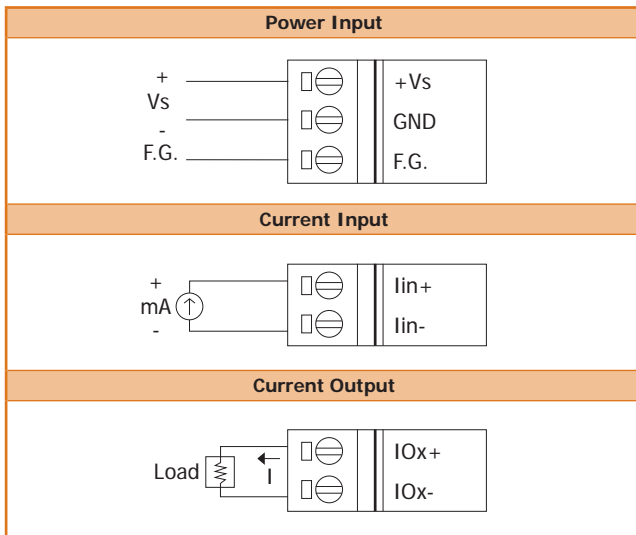 Power Input
+
Vs
-
F.G.
+Vs
GND
F.G.
Current Input
+
mA
-
Iin+
Iin-
Current Output
Load
I
IOx+
IOx-